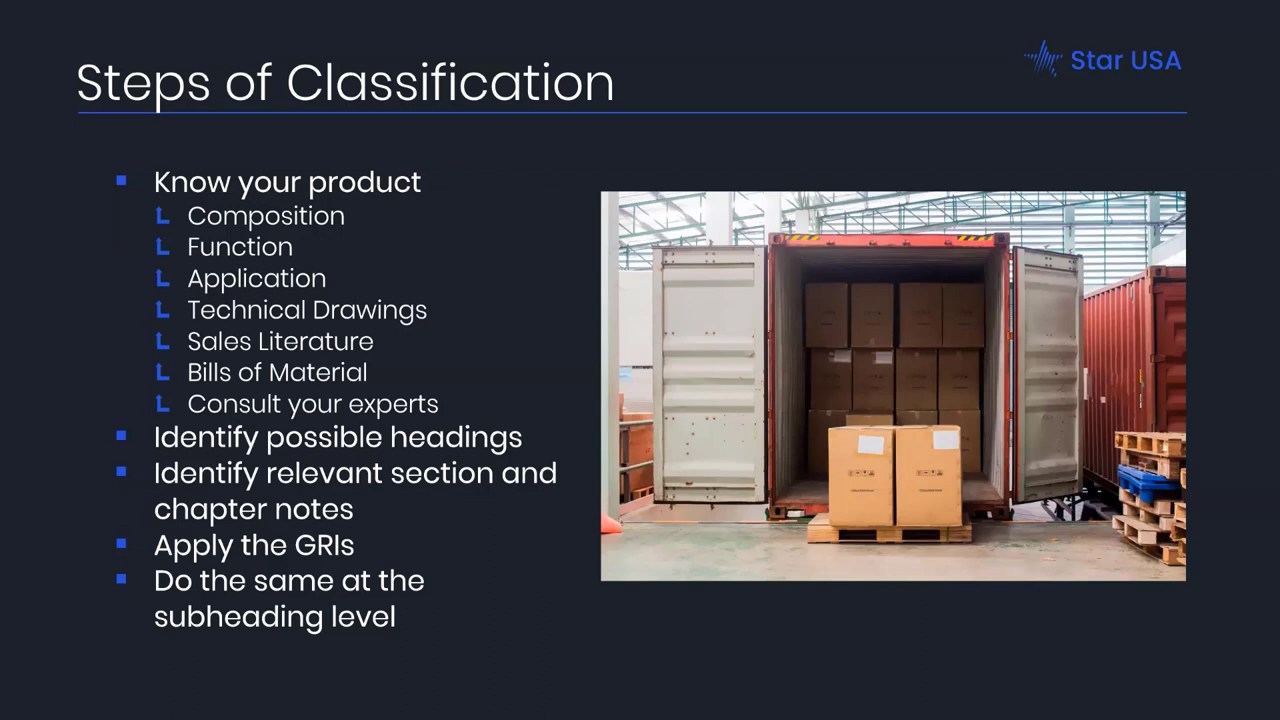 Steps of Classification
Star USA
Know your product
Composition
Function
Application
Technical Drawings
Sales Literature
Bills of Material
Consult your experts
Identify possible headings
Identify relevant section and
chapter notes
Apply the GRIs
Do the same at the
subheading level